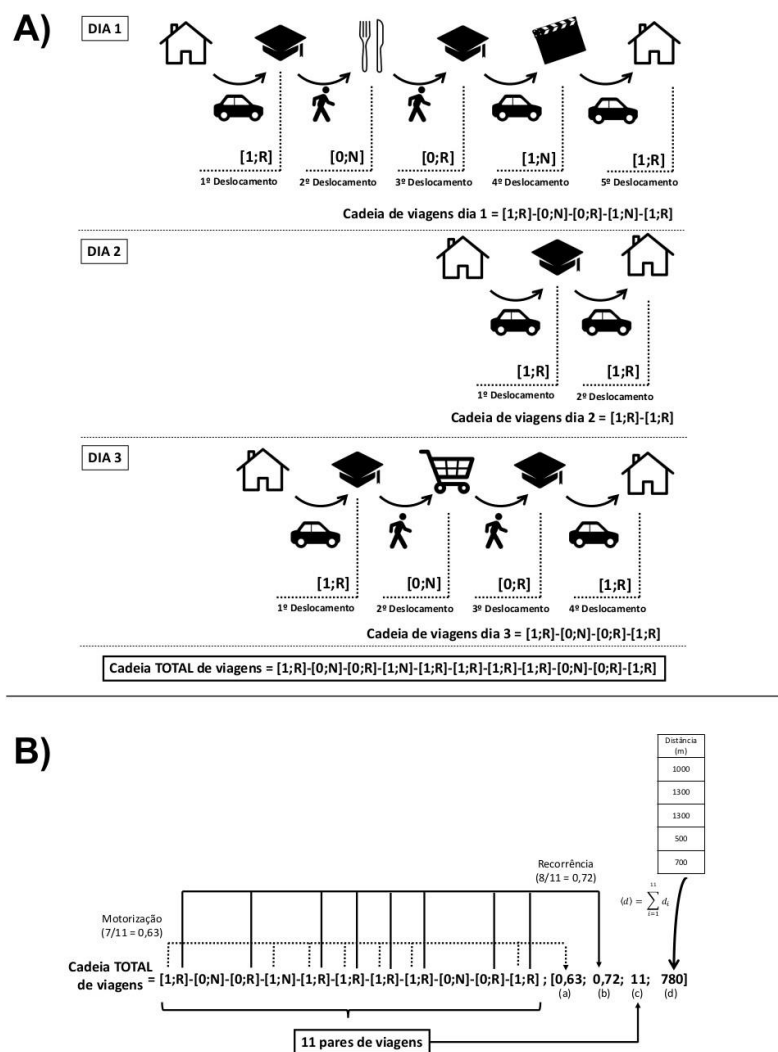 A)
DIA 1
[1;R] [0;N] [0;R] [1;N] [1;R]
1º Deslocamento 2º Deslocamento 3º Deslocamento 4º Deslocamento 5º Deslocamento
Cadeia de viagens dia 1 = [1;R]-[0;N]-[0;R]-[1;N]-[1;R]
DIA 2
[1;R] [1;R]
1º Deslocamento 2º Deslocamento
Cadeia de viagens dia 2 = [1;R]-[1;R]
DIA 3
[1;R] [0;N] [0;R] [1;R]
1º Deslocamento 2º Deslocamento 3º Deslocamento 4º Deslocamento
Cadeia de viagens dia 3 = [1;R]-[0;N]-[0;R]-[1;R]
Cadeia TOTAL de viagens = [1;R]-[0;N]-[0;R]-[1;N]-[1;R]-[1;R]-[1;R]-[1;R]-[0;N]-[0;R]-[1;R]
B)
Distância
(m)
1000
1300
1300
500
700
Recorrência
(8/11 = 0,72)
⟨d⟩ = ∑ᵢ₌₁¹¹ dᵢ
Motorização
(7/11 = 0,63)
Cadeia TOTAL
de viagens
= [1;R]-[0;N]-[0;R]-[1;N]-[1;R]-[1;R]-[1;R]-[1;R]-[0;N]-[0;R]-[1;R] ; [0,63; 0,72; 11; 780]
(a) (b) (c) (d)
11 pares de viagens